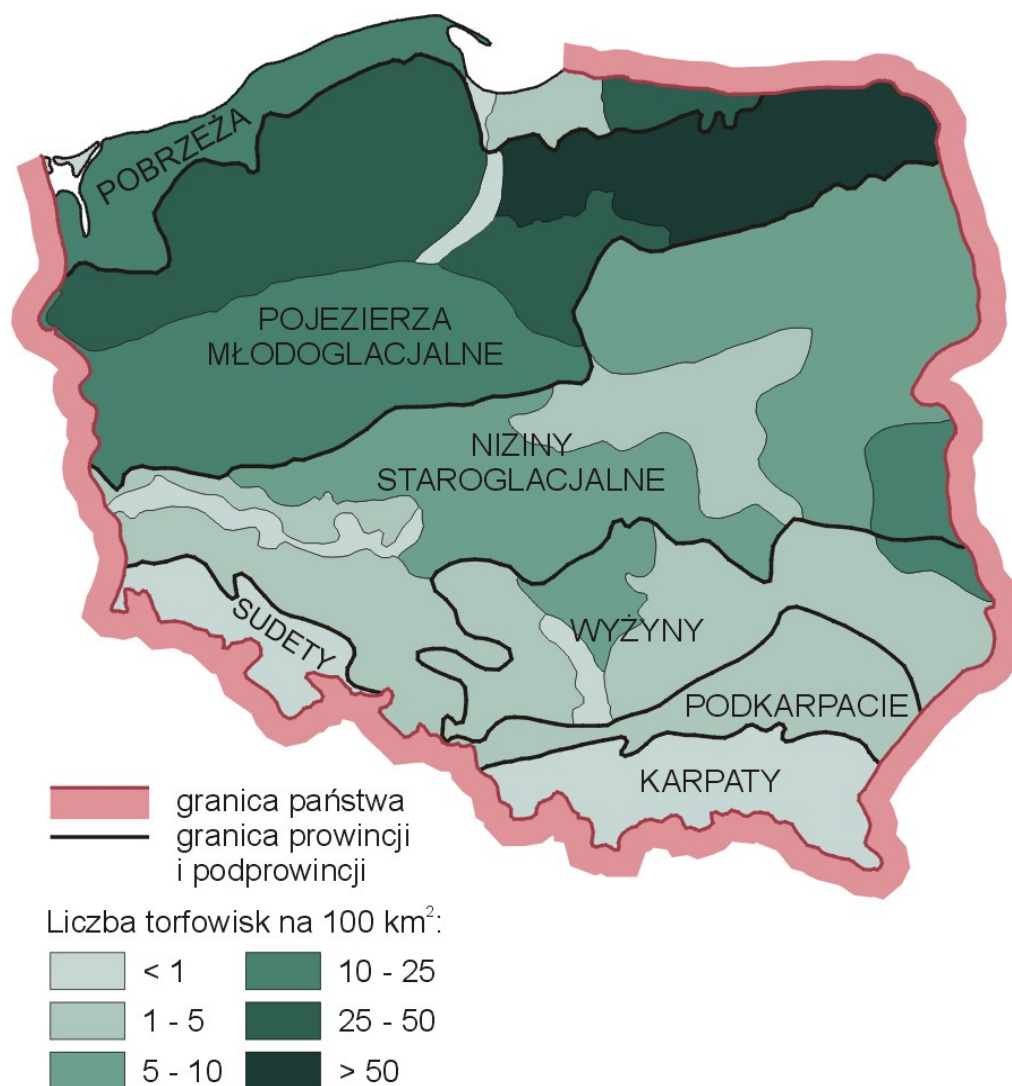 POBRZEŻA
POJEZIERZA
MŁODOGLACJALNE
NIZINY
STAROGLACJALNE
SUDETY
WYŻYNY
PODKARPACIE
KARPATY
granica państwa
granica prowincji
i podprowincji
Liczba torfowisk na 100 km²:
< 1
10 - 25
1 - 5
25 - 50
5 - 10
> 50